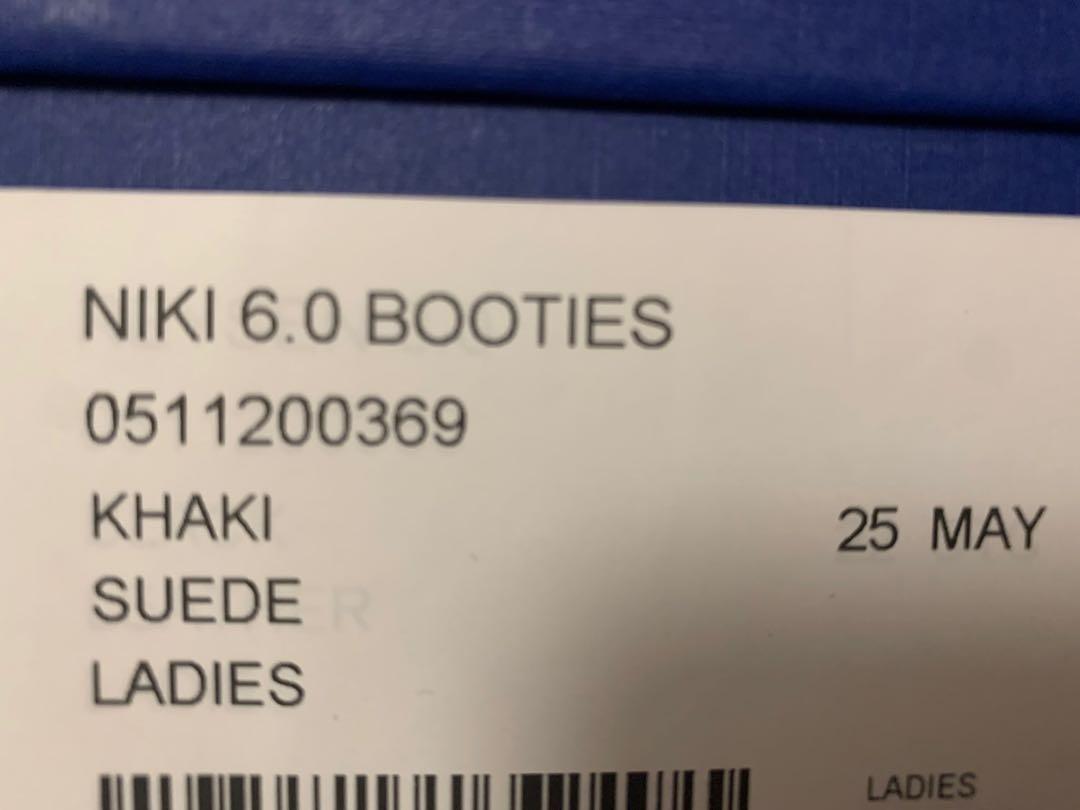 NIKI 6.0 BOOTIES
0511200369
KHAKI
25 MAY
SUEDE
LADIES
LADIES